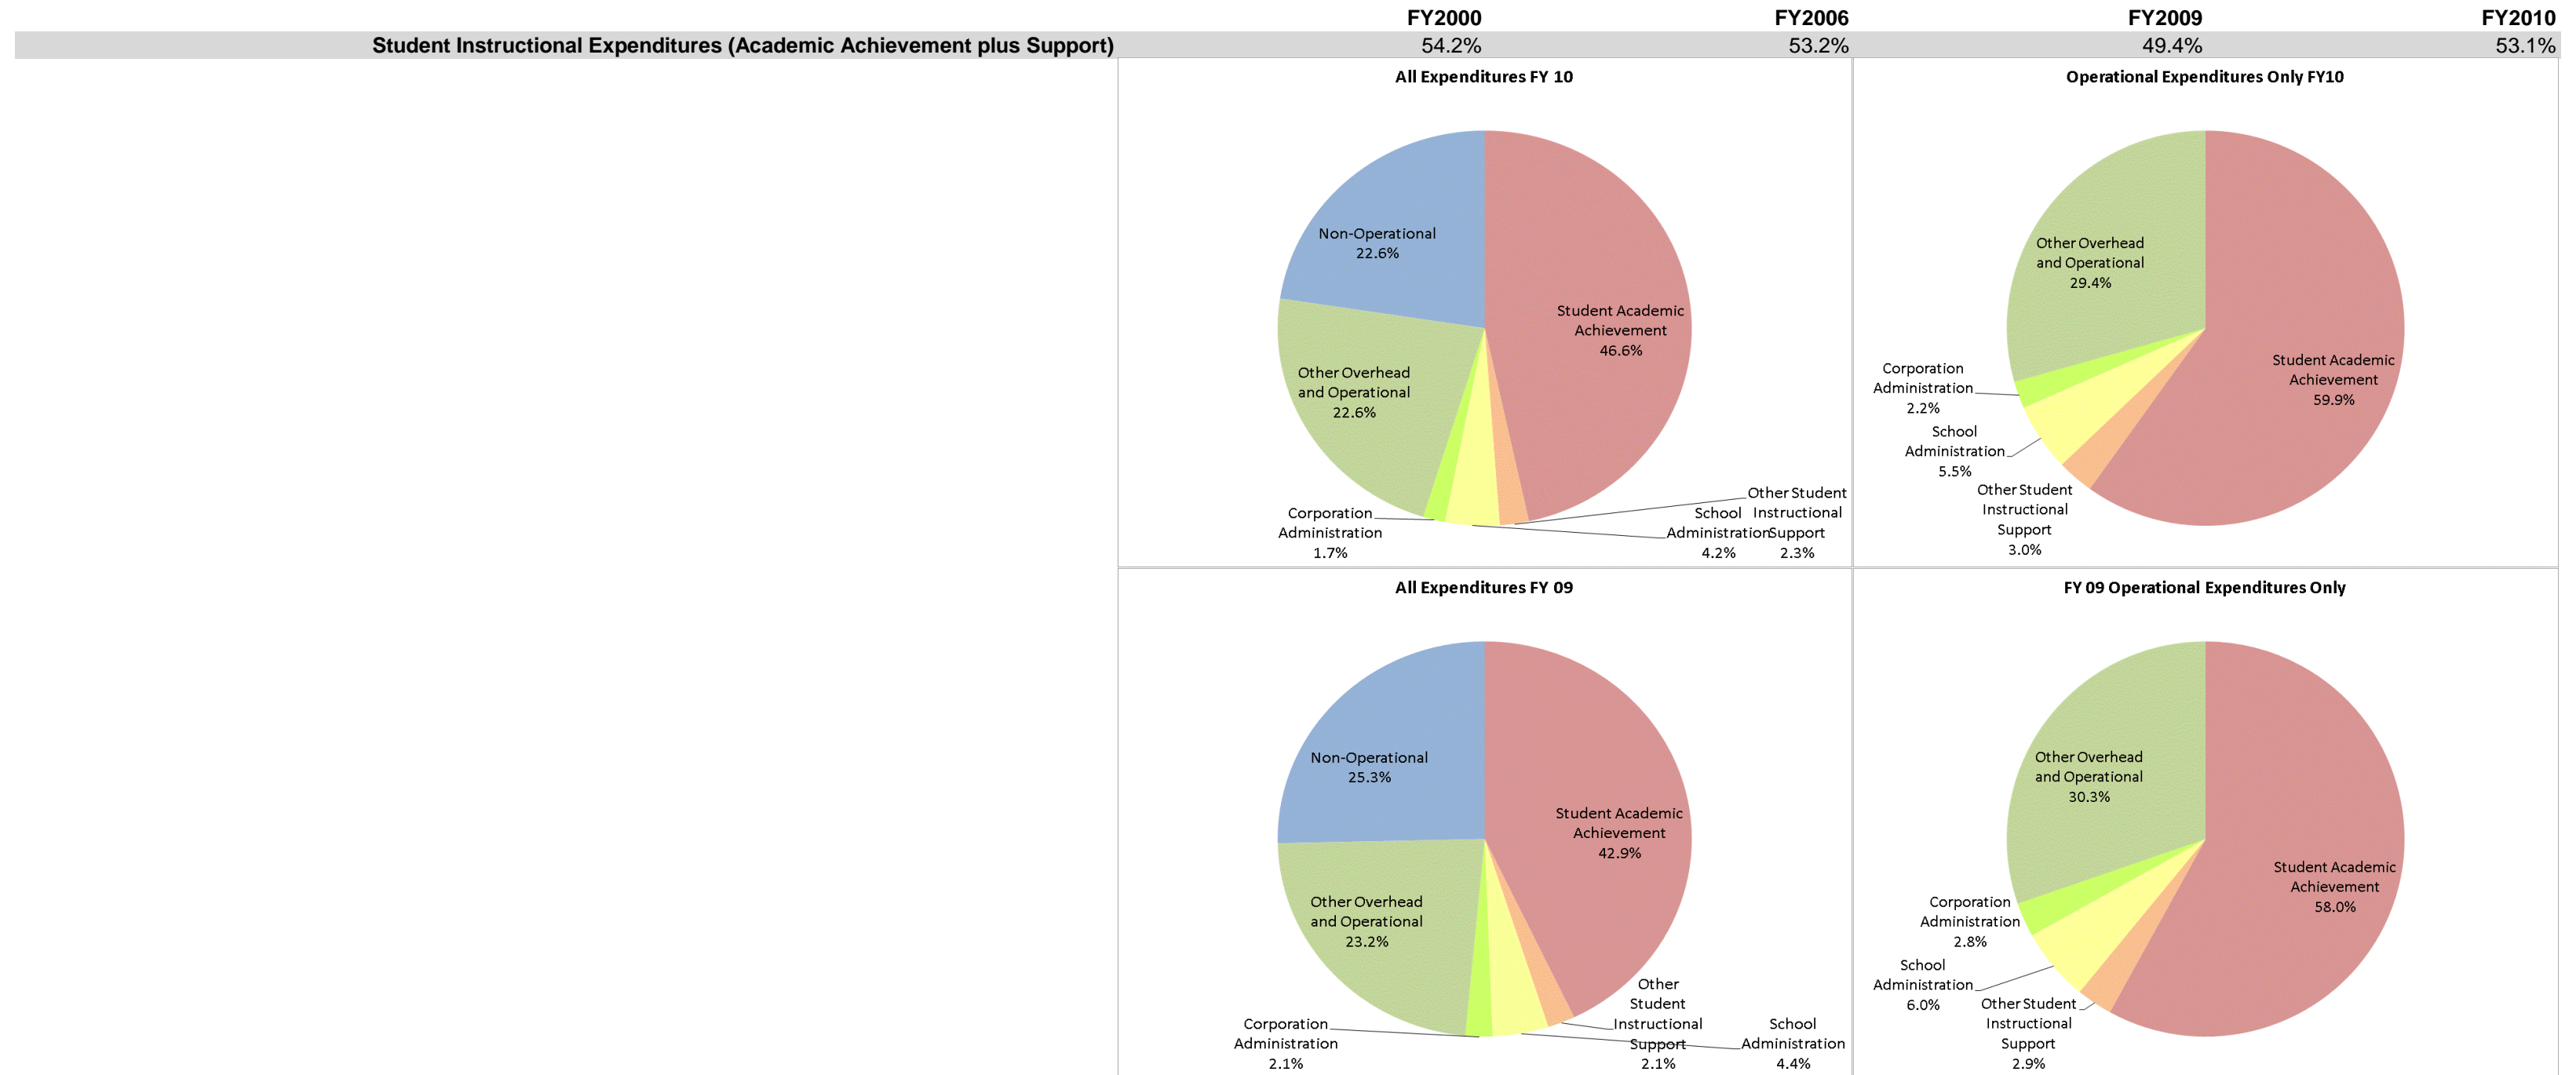 FY2000 FY2006 FY2009 FY2010
Student Instructional Expenditures (Academic Achievement plus Support) 54.2% 53.2% 49.4% 53.1%
All Expenditures FY 10
Non-Operational
22.6%
Student Academic
Achievement
46.6%
Other Overhead
and Operational
22.6%
Corporation
Administration
1.7%
School
Administration
4.2%
Other Student
Instructional
Support
2.3%
Operational Expenditures Only FY10
Other Overhead
and Operational
29.4%
Student Academic
Achievement
59.9%
Corporation
Administration
2.2%
School
Administration
5.5%
Other Student
Instructional
Support
3.0%
All Expenditures FY 09
Non-Operational
25.3%
Student Academic
Achievement
42.9%
Other Overhead
and Operational
23.2%
Corporation
Administration
2.1%
Other
Student
Instructional
Support
2.1%
School
Administration
4.4%
FY 09 Operational Expenditures Only
Other Overhead
and Operational
30.3%
Student Academic
Achievement
58.0%
Corporation
Administration
2.8%
School
Administration
6.0%
Other Student
Instructional
Support
2.9%